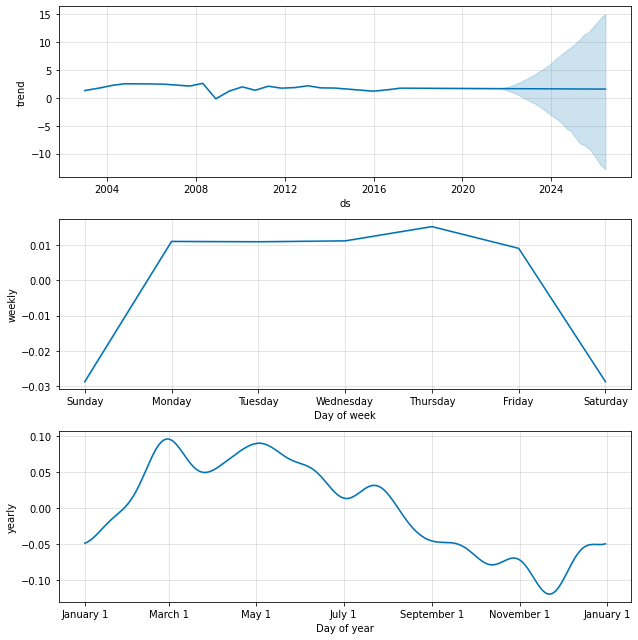 15
10
5
0
−5
−10
trend
2004 2008 2012 2016 2020 2024
ds
0.01
0.00
−0.01
−0.02
−0.03
weekly
Sunday Monday Tuesday Wednesday Thursday Friday Saturday
Day of week
0.10
0.05
0.00
−0.05
−0.10
yearly
January 1 March 1 May 1 July 1 September 1 November 1 January 1
Day of year